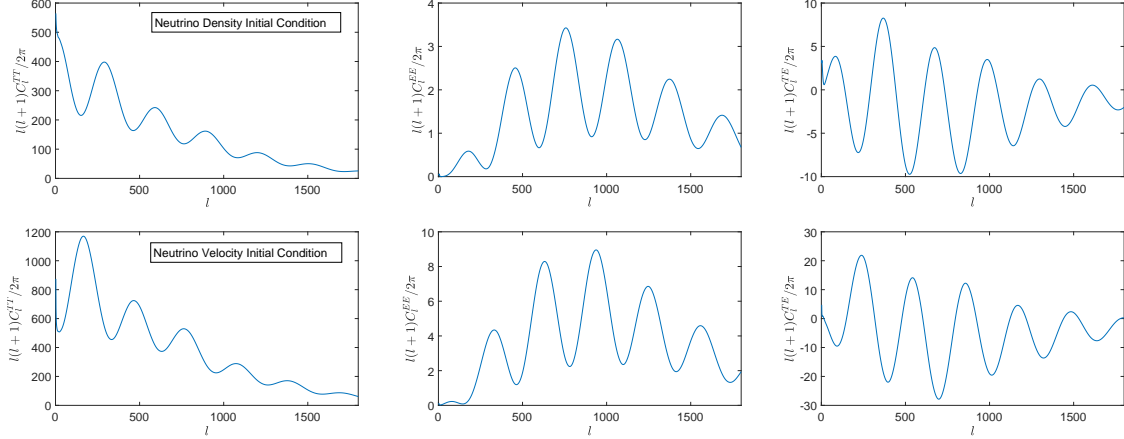 Neutrino Density Initial Condition
l(l + 1)C_l^{TT}/2π
600
500
400
300
200
100
0
0 500 1000 1500
l
l(l + 1)C_l^{EE}/2π
4
3
2
1
0
0 500 1000 1500
l
l(l + 1)C_l^{TE}/2π
10
5
0
-5
-10
0 500 1000 1500
l
Neutrino Velocity Initial Condition
l(l + 1)C_l^{TT}/2π
1200
1000
800
600
400
200
0
0 500 1000 1500
l
l(l + 1)C_l^{EE}/2π
10
8
6
4
2
0
0 500 1000 1500
l
l(l + 1)C_l^{TE}/2π
30
20
10
0
-10
-20
-30
0 500 1000 1500
l